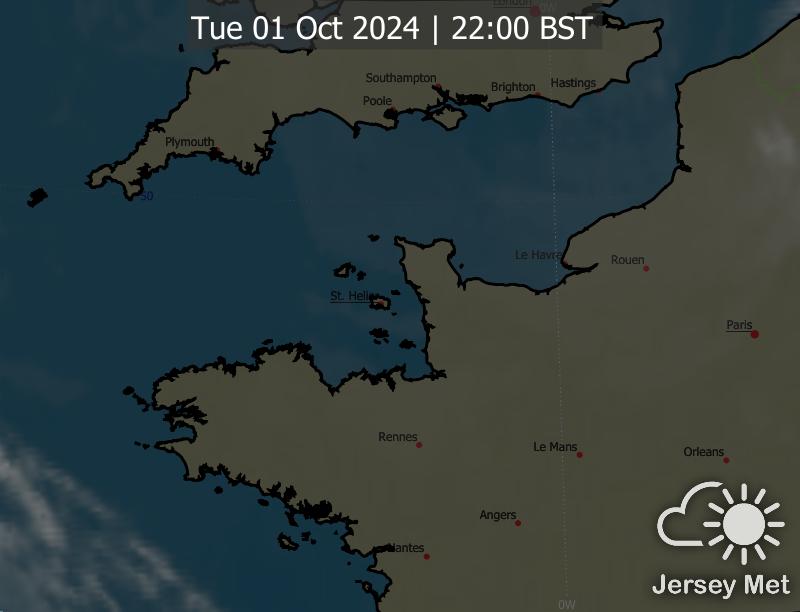 London
0W
Tue 01 Oct 2024 | 22:00 BST
Southampton
Brighton
Hastings
Poole
Plymouth
50
Le Havre
Rouen
St. Helier
Paris
Rennes
Le Mans
Orleans
Angers
Nantes
Jersey Met
0W